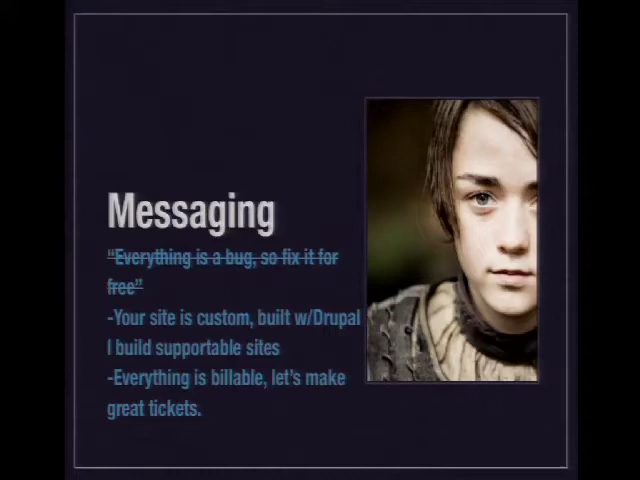 Messaging
“Everything is a bug, so fix it for
free”
-Your site is custom, built w/Drupal
I build supportable sites
-Everything is billable, let’s make
great tickets.